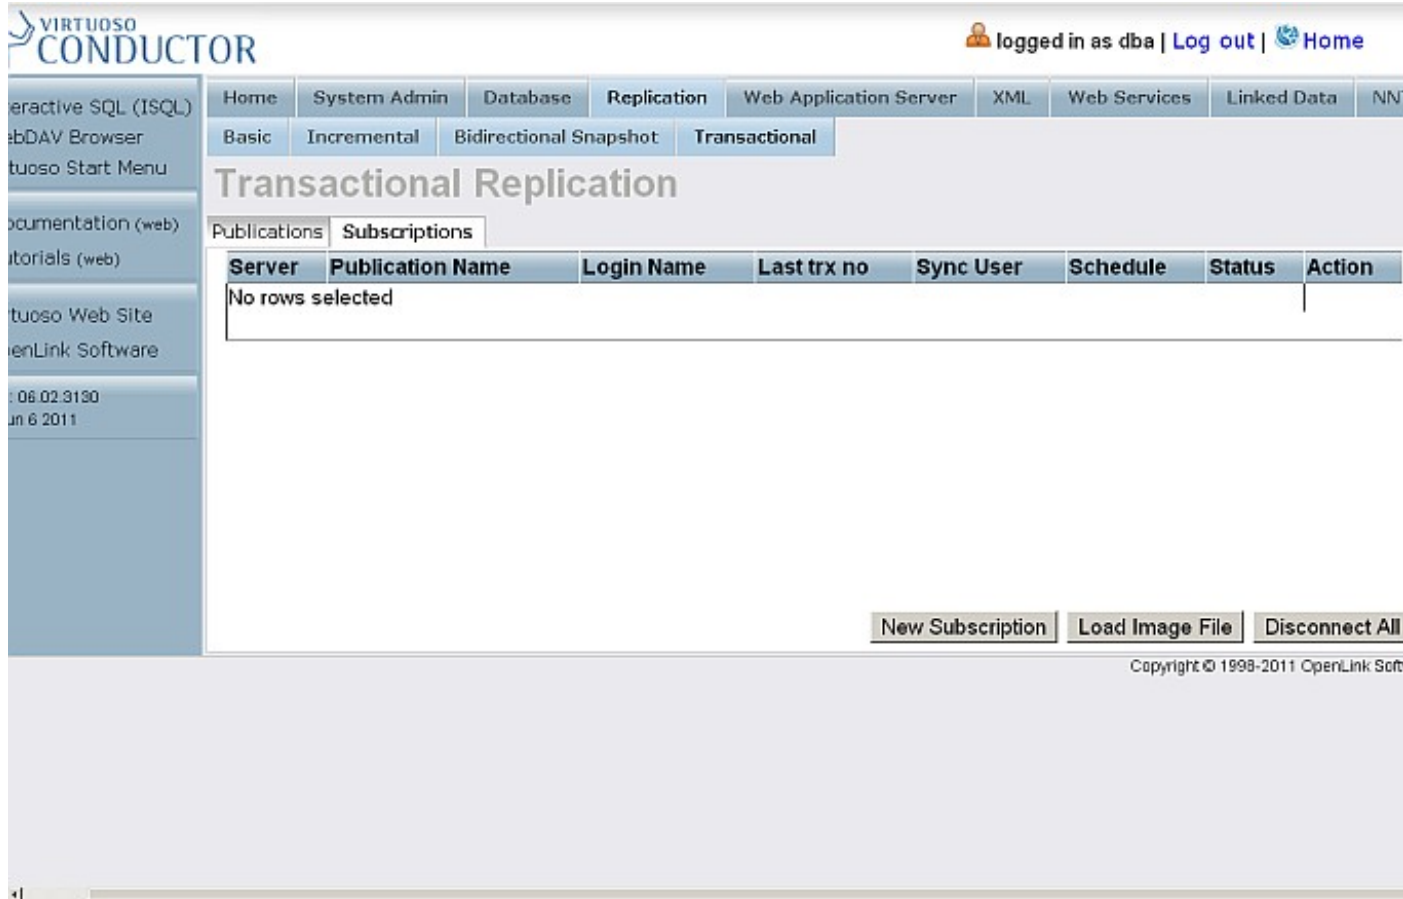 VIRTUOSO
CONDUCTOR
logged in as dba | Log out | Home
eractive SQL (ISQL)
bDAV Browser
tuoso Start Menu
ocumentation (web)
utorials (web)
tuoso Web Site
enLink Software
: 06.02.3130
un 6 2011
Home System Admin Database Replication Web Application Server XML Web Services Linked Data NN
Basic Incremental Bidirectional Snapshot Transactional
Transactional Replication
Publications Subscriptions
Server Publication Name Login Name Last trx no Sync User Schedule Status Action
No rows selected
New Subscription Load Image File Disconnect All
Copyright © 1998-2011 OpenLink Soft